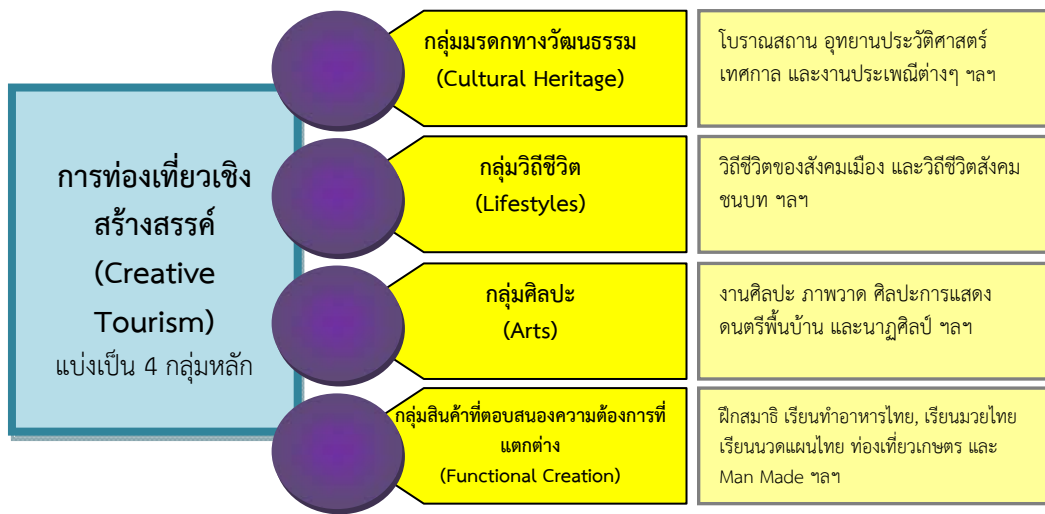 การท่องเที่ยวเชิง
สร้างสรรค์
(Creative
Tourism)
แบ่งเป็น 4 กลุ่มหลัก
กลุ่มมรดกทางวัฒนธรรม
(Cultural Heritage)
โบราณสถาน อุทยานประวัติศาสตร์
เทศกาล และงานประเพณีต่างๆ ฯลฯ
กลุ่มวิถีชีวิต
(Lifestyles)
วิถีชีวิตของสังคมเมือง และวิถีชีวิตสังคม
ชนบท ฯลฯ
กลุ่มศิลปะ
(Arts)
งานศิลปะ ภาพวาด ศิลปะการแสดง
ดนตรีพื้นบ้าน และนาฏศิลป์ ฯลฯ
กลุ่มสินค้าที่ตอบสนองความต้องการที่
แตกต่าง
(Functional Creation)
ฝึกสมาธิ เรียนทำอาหารไทย, เรียนมวยไทย
เรียนนวดแผนไทย ท่องเที่ยวเกษตร และ
Man Made ฯลฯ